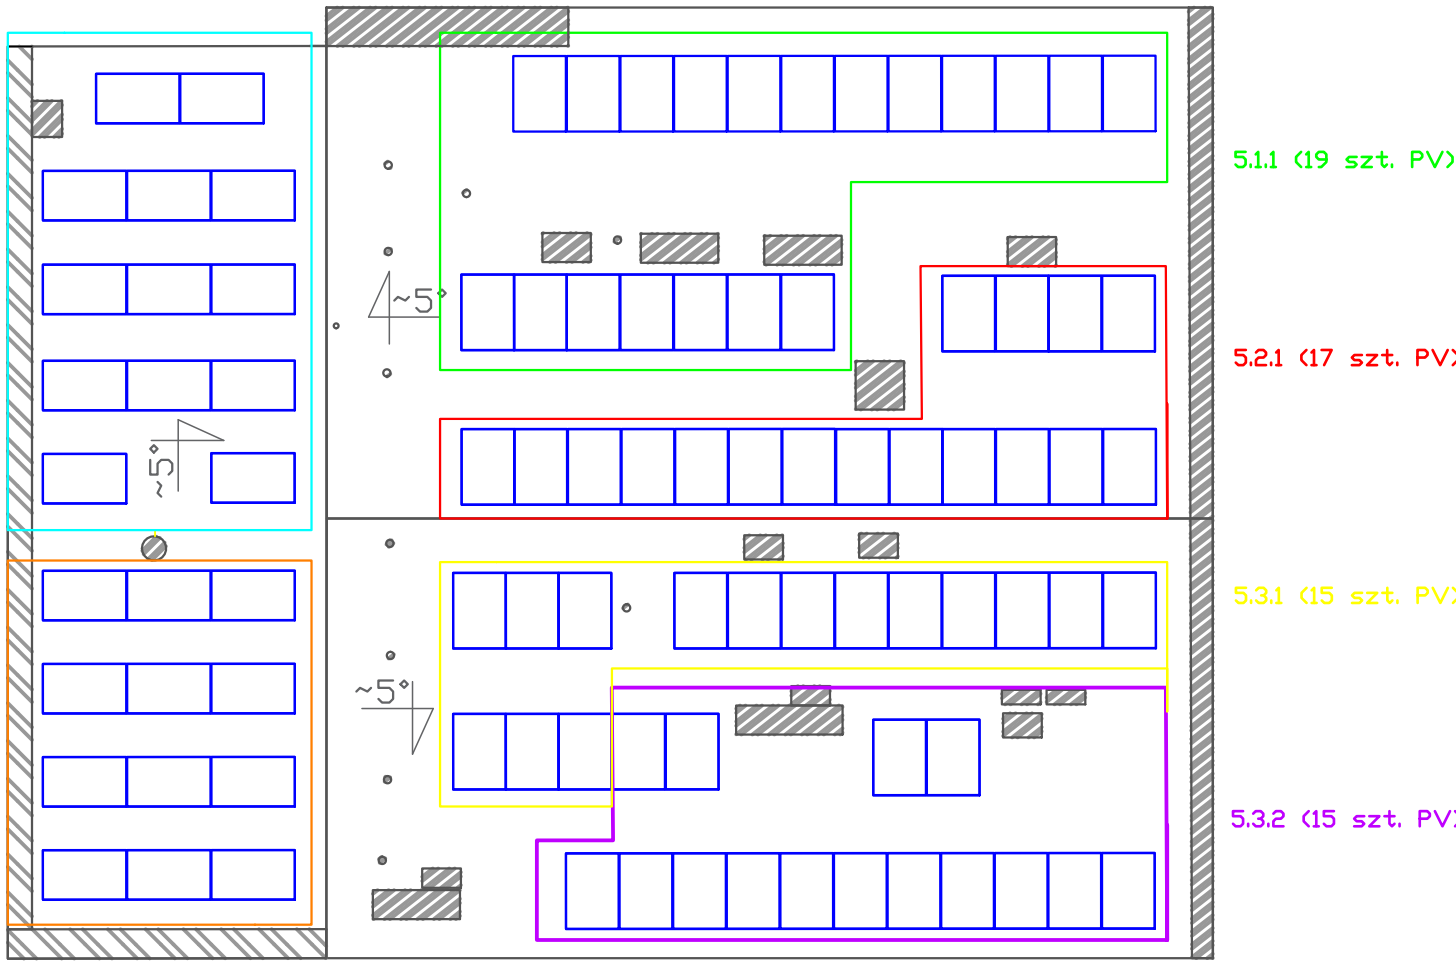 5.1.1 (19 szt. PV)
~5°
5.2.1 (17 szt. PV)
~5°
5.3.1 (15 szt. PV)
~5°
5.3.2 (15 szt. PV)